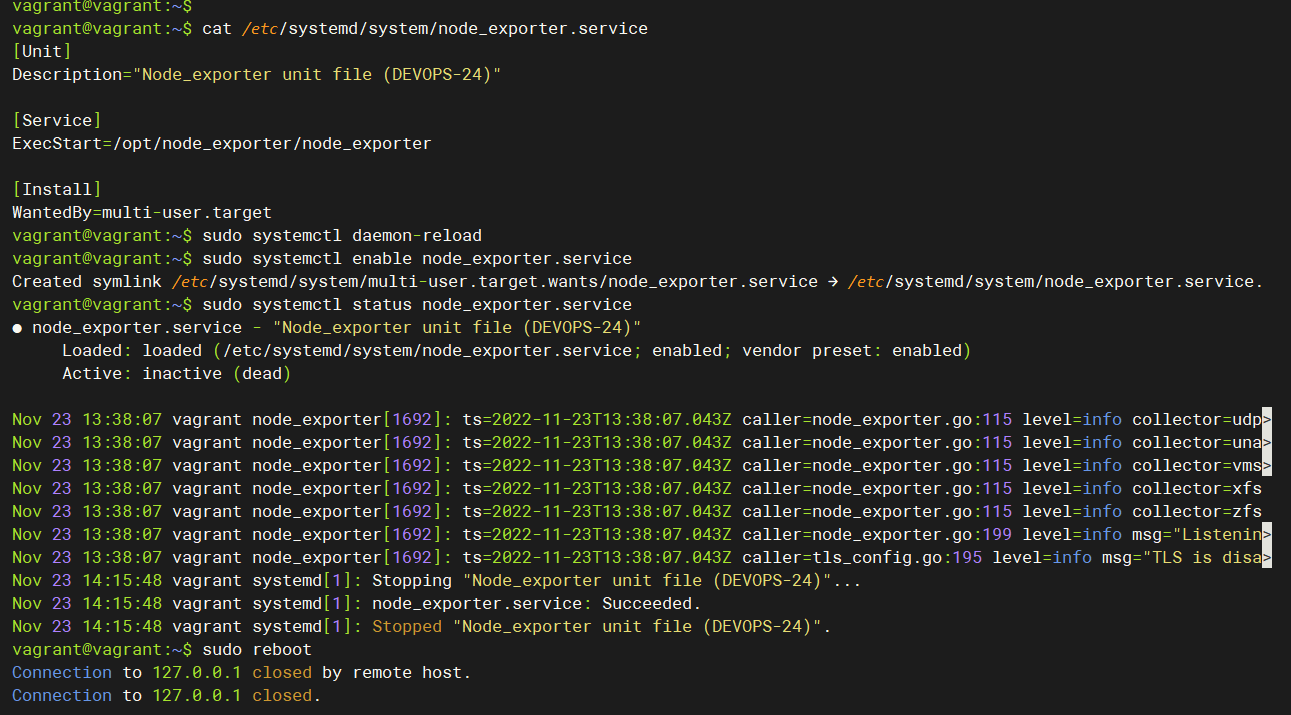 vagrant@vagrant:~$
vagrant@vagrant:~$ cat /etc/systemd/system/node_exporter.service
[Unit]
Description="Node_exporter unit file (DEVOPS-24)"
[Service]
ExecStart=/opt/node_exporter/node_exporter
[Install]
WantedBy=multi-user.target
vagrant@vagrant:~$ sudo systemctl daemon-reload
vagrant@vagrant:~$ sudo systemctl enable node_exporter.service
Created symlink /etc/systemd/system/multi-user.target.wants/node_exporter.service → /etc/systemd/system/node_exporter.service.
vagrant@vagrant:~$ sudo systemctl status node_exporter.service
● node_exporter.service - "Node_exporter unit file (DEVOPS-24)"
Loaded: loaded (/etc/systemd/system/node_exporter.service; enabled; vendor preset: enabled)
Active: inactive (dead)
Nov 23 13:38:07 vagrant node_exporter[1692]: ts=2022-11-23T13:38:07.043Z caller=node_exporter.go:115 level=info collector=udp>
Nov 23 13:38:07 vagrant node_exporter[1692]: ts=2022-11-23T13:38:07.043Z caller=node_exporter.go:115 level=info collector=una>
Nov 23 13:38:07 vagrant node_exporter[1692]: ts=2022-11-23T13:38:07.043Z caller=node_exporter.go:115 level=info collector=vms>
Nov 23 13:38:07 vagrant node_exporter[1692]: ts=2022-11-23T13:38:07.043Z caller=node_exporter.go:115 level=info collector=xfs
Nov 23 13:38:07 vagrant node_exporter[1692]: ts=2022-11-23T13:38:07.043Z caller=node_exporter.go:115 level=info collector=zfs
Nov 23 13:38:07 vagrant node_exporter[1692]: ts=2022-11-23T13:38:07.043Z caller=node_exporter.go:199 level=info msg="Listenin>
Nov 23 13:38:07 vagrant node_exporter[1692]: ts=2022-11-23T13:38:07.043Z caller=tls_config.go:195 level=info msg="TLS is disa>
Nov 23 14:15:48 vagrant systemd[1]: Stopping "Node_exporter unit file (DEVOPS-24)"...
Nov 23 14:15:48 vagrant systemd[1]: node_exporter.service: Succeeded.
Nov 23 14:15:48 vagrant systemd[1]: Stopped "Node_exporter unit file (DEVOPS-24)".
vagrant@vagrant:~$ sudo reboot
Connection to 127.0.0.1 closed by remote host.
Connection to 127.0.0.1 closed.